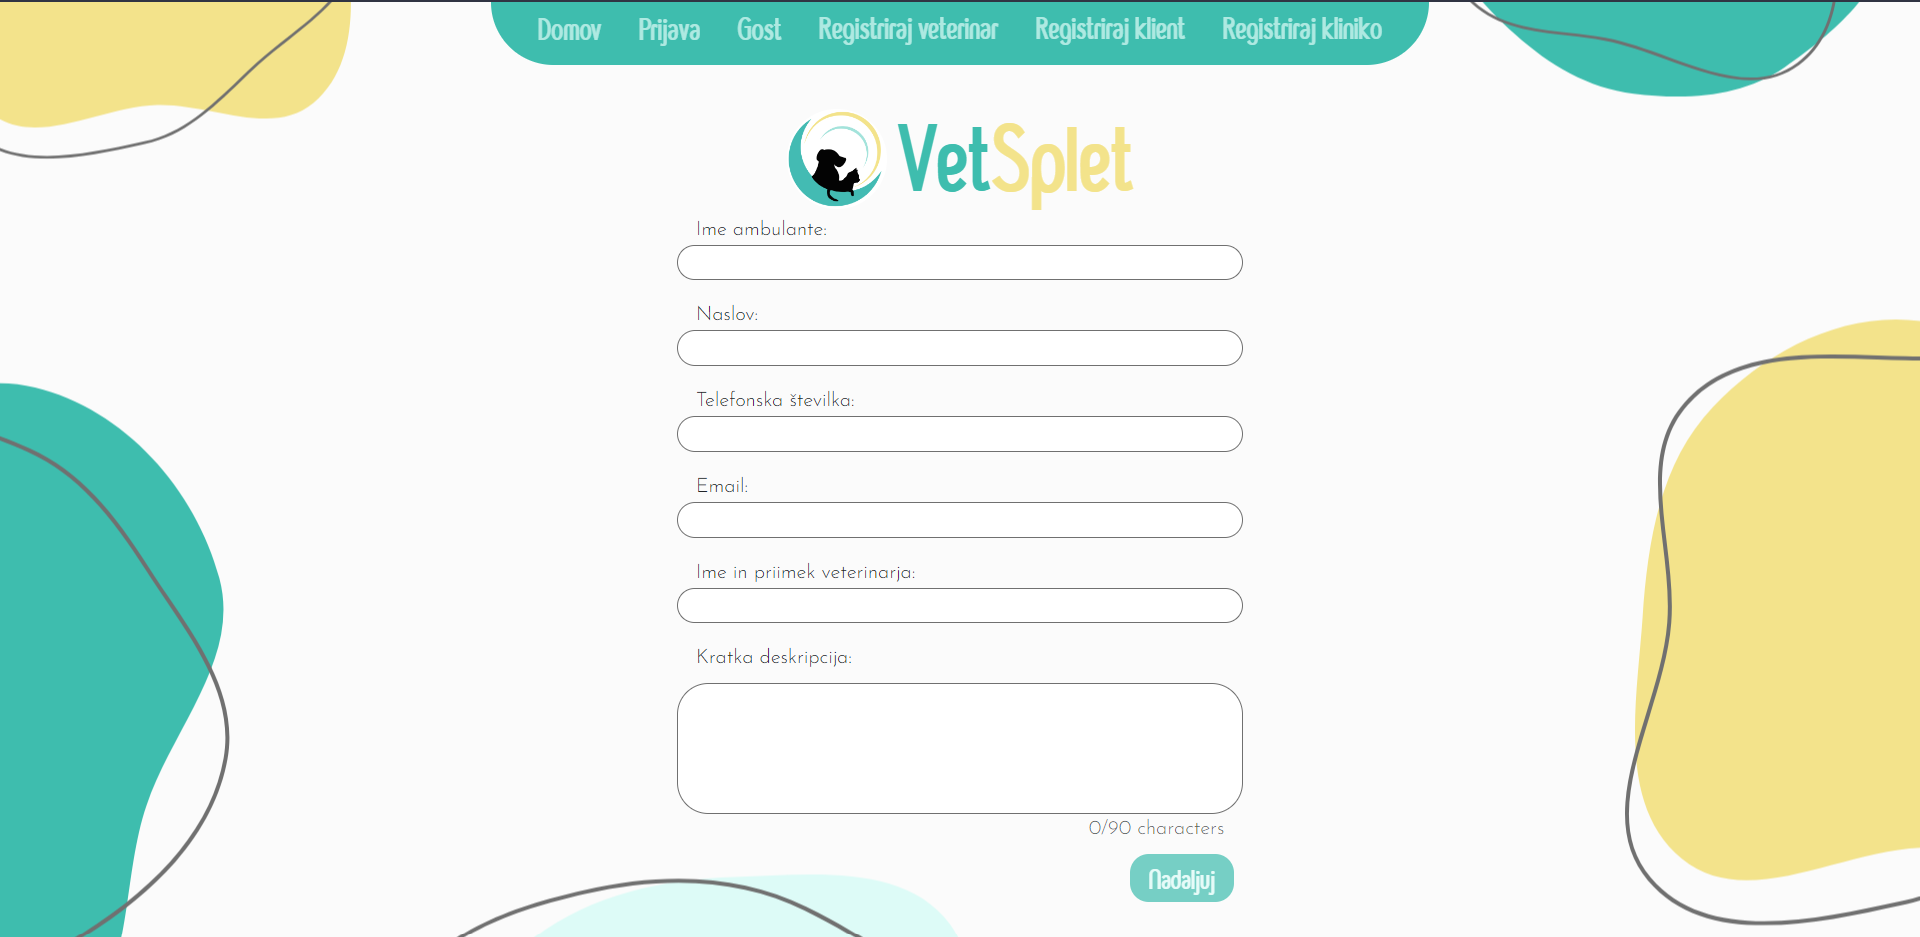 Domov Prijava Gost Registriraj veterinar Registriraj klient Registriraj kliniko
VetSplet
Ime ambulante:
Naslov:
Telefonska številka:
Email:
Ime in priimek veterinarja:
Kratka deskripcija:
0/90 characters
Nadaljuj